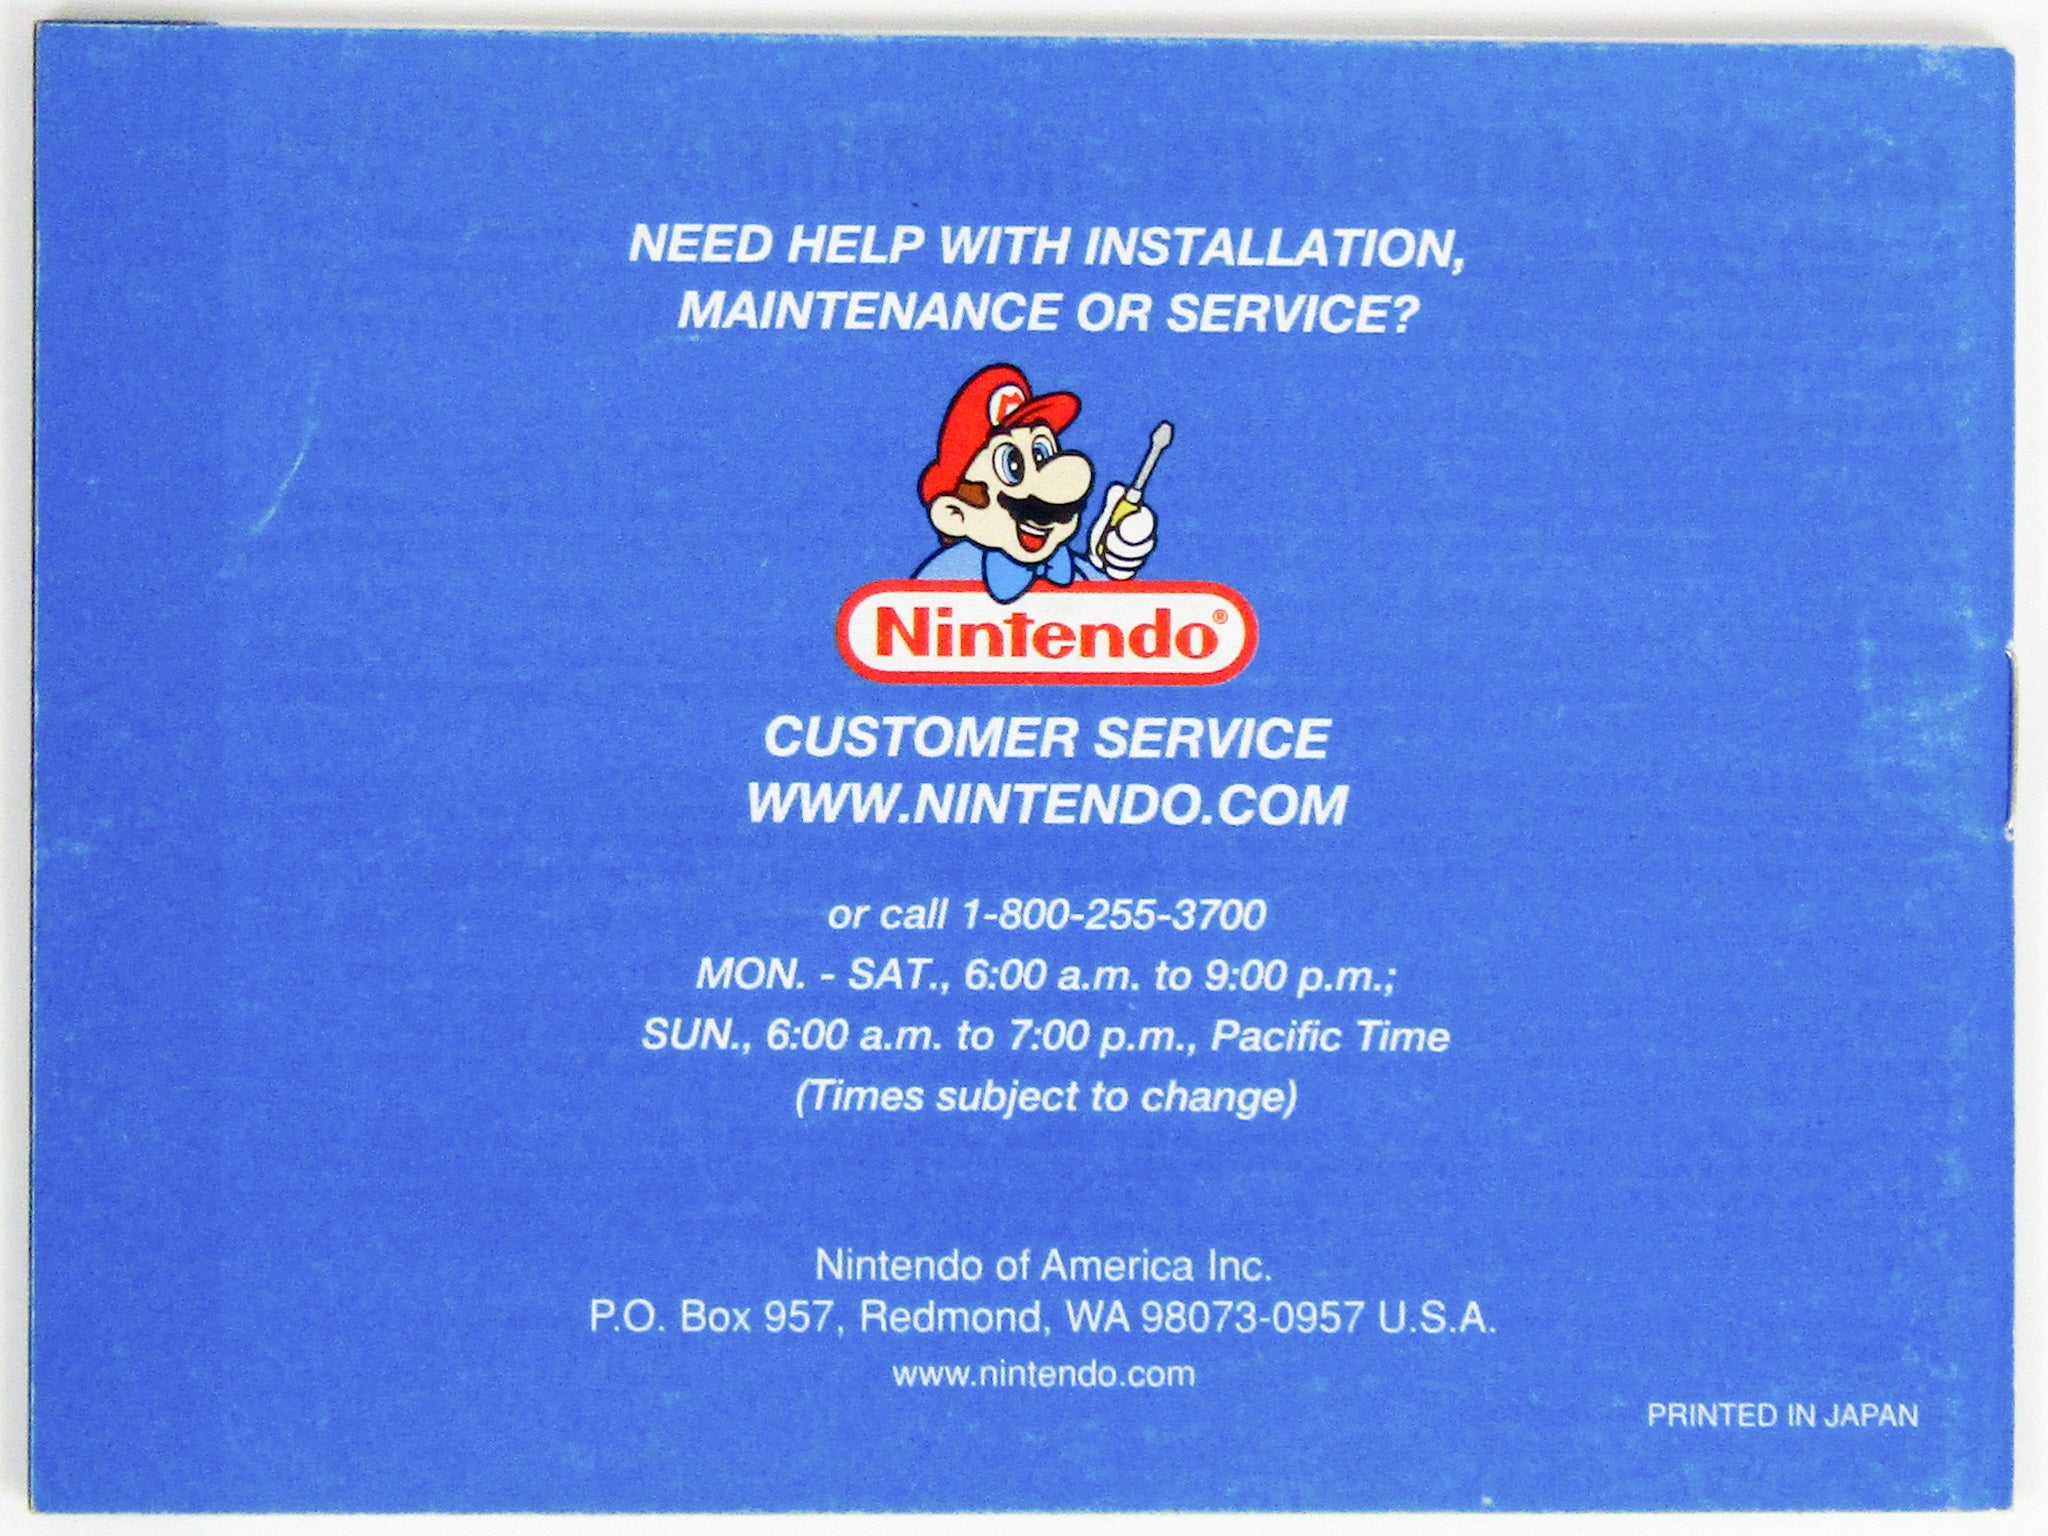 NEED HELP WITH INSTALLATION,
MAINTENANCE OR SERVICE?
M
Nintendo®
CUSTOMER SERVICE
WWW.NINTENDO.COM
or call 1-800-255-3700
MON. - SAT., 6:00 a.m. to 9:00 p.m.;
SUN., 6:00 a.m. to 7:00 p.m., Pacific Time
(Times subject to change)
Nintendo of America Inc.
P.O. Box 957, Redmond, WA 98073-0957 U.S.A.
www.nintendo.com
PRINTED IN JAPAN